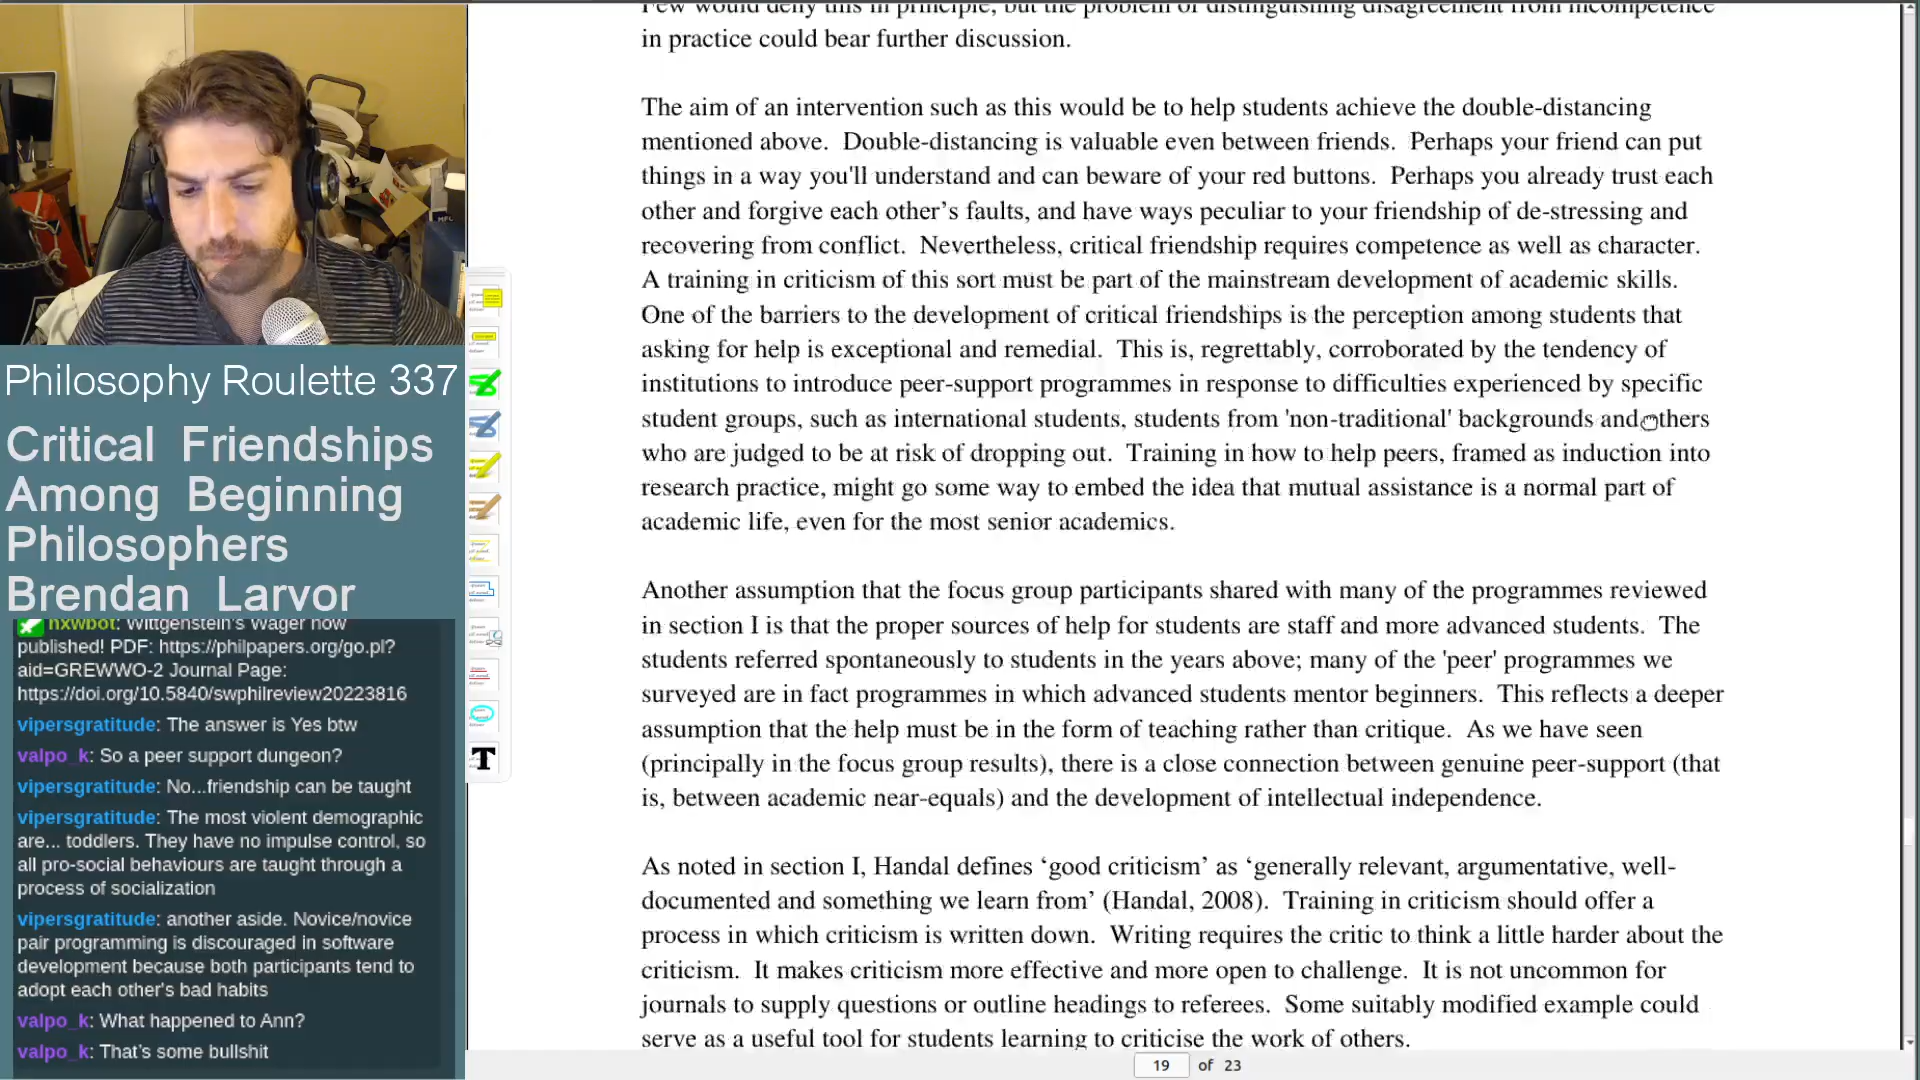 Few would deny this in principle, but the problem of distinguishing disagreement from incompetence
in practice could bear further discussion.
The aim of an intervention such as this would be to help students achieve the double-distancing
mentioned above.  Double-distancing is valuable even between friends.  Perhaps your friend can put
things in a way you'll understand and can beware of your red buttons.  Perhaps you already trust each
other and forgive each other’s faults, and have ways peculiar to your friendship of de-stressing and
recovering from conflict.  Nevertheless, critical friendship requires competence as well as character.
A training in criticism of this sort must be part of the mainstream development of academic skills.
One of the barriers to the development of critical friendships is the perception among students that
asking for help is exceptional and remedial.  This is, regrettably, corroborated by the tendency of
institutions to introduce peer-support programmes in response to difficulties experienced by specific
student groups, such as international students, students from 'non-traditional' backgrounds and others
who are judged to be at risk of dropping out.  Training in how to help peers, framed as induction into
research practice, might go some way to embed the idea that mutual assistance is a normal part of
academic life, even for the most senior academics.
Another assumption that the focus group participants shared with many of the programmes reviewed
in section I is that the proper sources of help for students are staff and more advanced students.  The
students referred spontaneously to students in the years above; many of the 'peer' programmes we
surveyed are in fact programmes in which advanced students mentor beginners.  This reflects a deeper
assumption that the help must be in the form of teaching rather than critique.  As we have seen
(principally in the focus group results), there is a close connection between genuine peer-support (that
is, between academic near-equals) and the development of intellectual independence.
As noted in section I, Handal defines ‘good criticism’ as ‘generally relevant, argumentative, well-
documented and something we learn from’ (Handal, 2008).  Training in criticism should offer a
process in which criticism is written down.  Writing requires the critic to think a little harder about the
criticism.  It makes criticism more effective and more open to challenge.  It is not uncommon for
journals to supply questions or outline headings to referees.  Some suitably modified example could
serve as a useful tool for students learning to criticise the work of others.
19 of 23
Philosophy Roulette 337
Critical Friendships
Among Beginning
Philosophers
Brendan Larvor
nxwbot: Wittgenstein's Wager now
published! PDF: https://philpapers.org/go.pl?
aid=GREWWO-2 Journal Page:
https://doi.org/10.5840/swphilreview20223816
vipersgratitude: The answer is Yes btw
valpo_k: So a peer support dungeon?
vipersgratitude: No...friendship can be taught
vipersgratitude: The most violent demographic
are... toddlers. They have no impulse control, so
all pro-social behaviours are taught through a
process of socialization
vipersgratitude: another aside. Novice/novice
pair programming is discouraged in software
development because both participants tend to
adopt each other's bad habits
valpo_k: What happened to Ann?
valpo_k: That's some bullshit
T